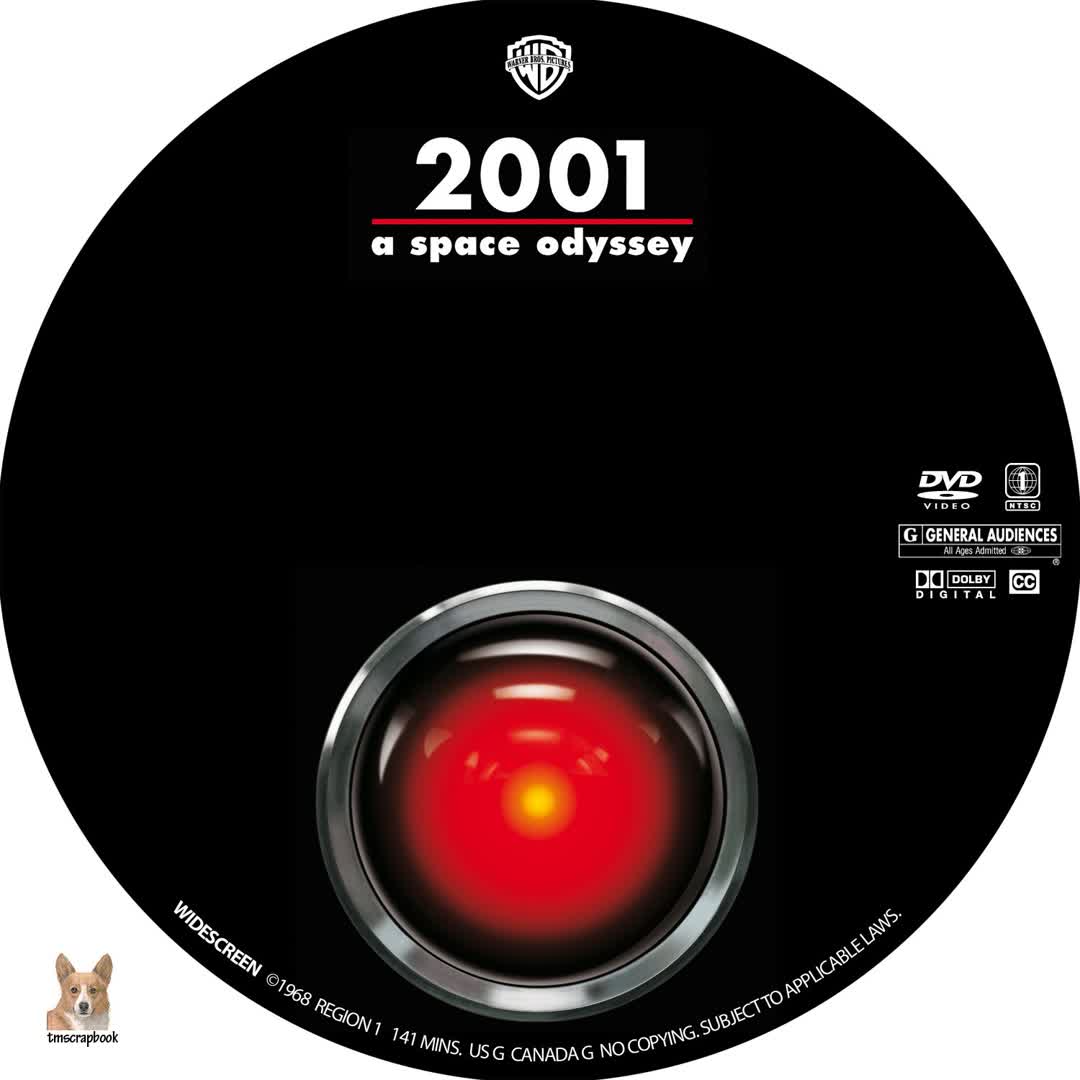 WARNER BROS. PICTURES
2001
a space odyssey
DVD
VIDEO
1
NTSC
G GENERAL AUDIENCES
All Ages Admitted
®
DOLBY
DIGITAL
CC
WIDESCREEN ©1968 REGION 1 141 MINS. US G CANADA G NO COPYING. SUBJECT TO APPLICABLE LAWS.
tmscrapbook